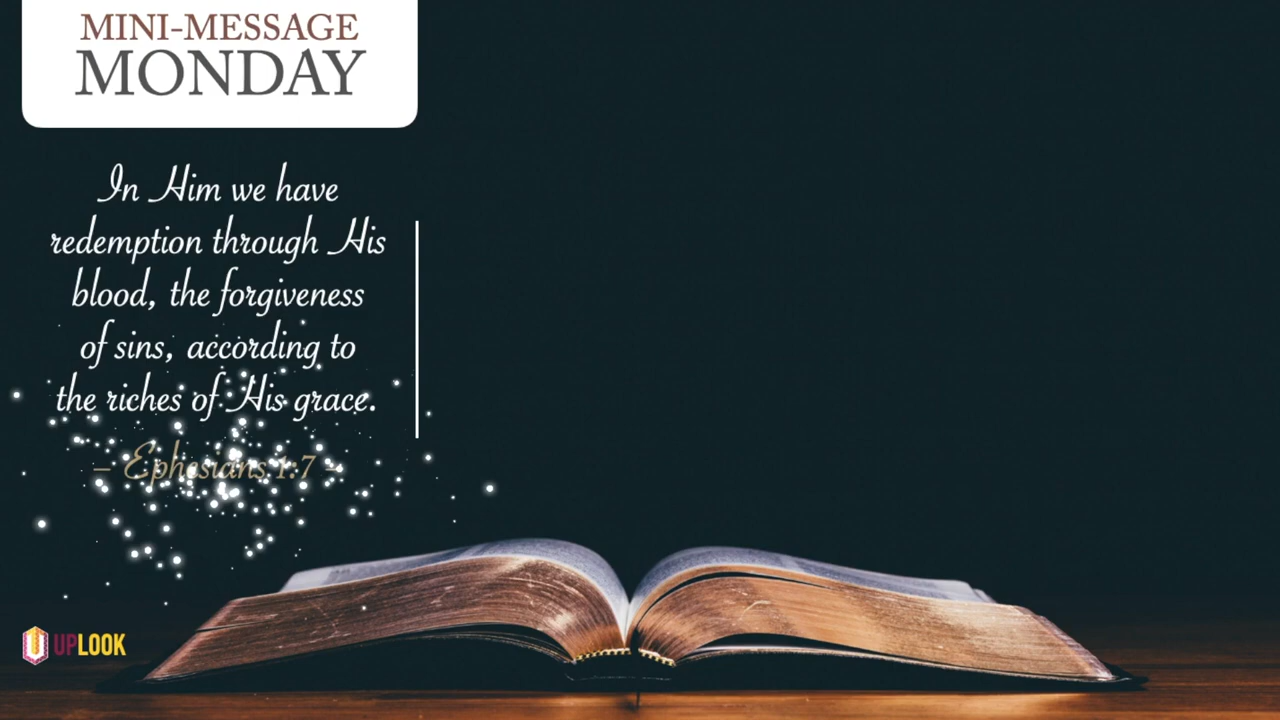 MINI-MESSAGE
MONDAY
In Him we have
redemption through His
blood, the forgiveness
of sins, according to
the riches of His grace.
– Ephesians 1:7 –
UPLOOK